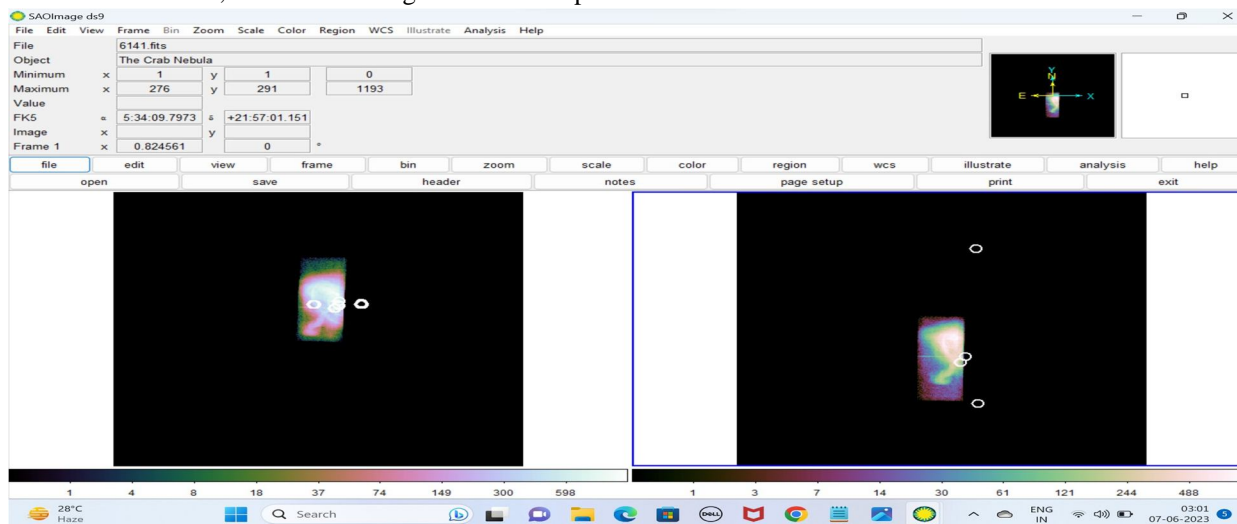 SAOImage ds9
File Edit View Frame Bin Zoom Scale Color Region WCS Illustrate Analysis Help
File 6141.fits
Object The Crab Nebula
Minimum x 1 y 1 0
Maximum x 276 y 291 1193
Value
FK5 α 5:34:09.7973 δ +21:57:01.151
Image x y
Frame 1 x 0.824561 0 °
Y
N
E X
file edit view frame bin zoom scale color region wcs illustrate analysis help
open save header notes page setup print exit
1 4 8 18 37 74 149 300 598 1 3 7 14 30 61 121 244 488
28°C
Haze
Search
DELL
ENG
IN
03:01
07-06-2023
5